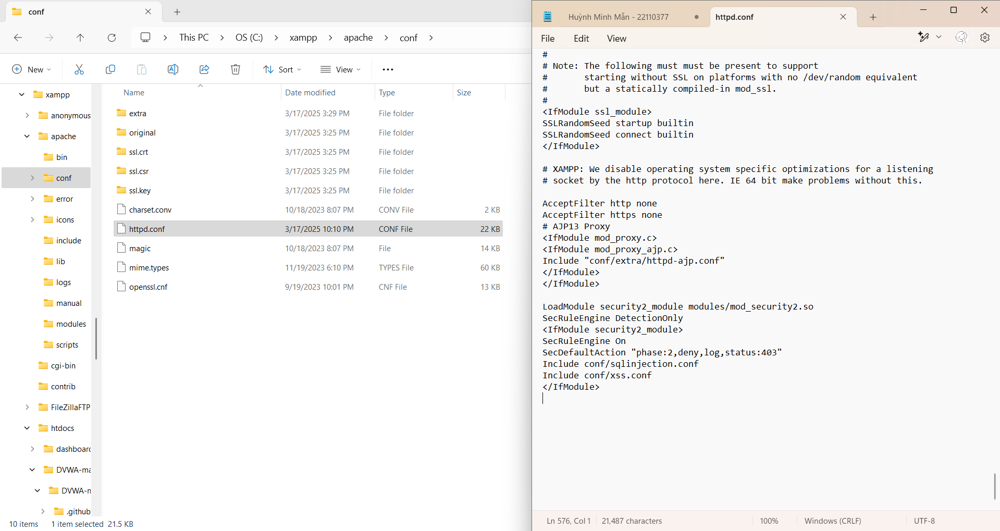 conf
This PC
OS (C:)
xampp
apache
conf
New
Sort
View
xampp
anonymous
apache
bin
conf
error
icons
include
lib
logs
manual
modules
scripts
cgi-bin
contrib
FileZillaFTP
htdocs
dashboard
DVWA-ma
DVWA-m
.github
Name Date modified Type Size
extra 3/17/2025 3:29 PM File folder
original 3/17/2025 3:25 PM File folder
ssl.crt 3/17/2025 3:25 PM File folder
ssl.csr 3/17/2025 3:25 PM File folder
ssl.key 3/17/2025 3:25 PM File folder
charset.conv 10/18/2023 8:07 PM CONV File 2 KB
httpd.conf 3/17/2025 10:10 PM CONF File 22 KB
magic 10/18/2023 8:07 PM File 14 KB
mime.types 11/19/2023 6:10 PM TYPES File 60 KB
openssl.cnf 9/19/2023 10:01 PM CNF File 13 KB
10 items 1 item selected 21.5 KB
Huỳnh Minh Mẫn - 22110377
httpd.conf
File Edit View
#
# Note: The following must must be present to support
#       starting without SSL on platforms with no /dev/random equivalent
#       but a statically compiled-in mod_ssl.
#
<IfModule ssl_module>
SSLRandomSeed startup builtin
SSLRandomSeed connect builtin
</IfModule>
# XAMPP: We disable operating system specific optimizations for a listening
# socket by the http protocol here. IE 64 bit make problems without this.
AcceptFilter http none
AcceptFilter https none
# AJP13 Proxy
<IfModule mod_proxy.c>
<IfModule mod_proxy_ajp.c>
Include "conf/extra/httpd-ajp.conf"
</IfModule>
</IfModule>
LoadModule security2_module modules/mod_security2.so
SecRuleEngine DetectionOnly
<IfModule security2_module>
SecRuleEngine On
SecDefaultAction "phase:2,deny,log,status:403"
Include conf/sqlinjection.conf
Include conf/xss.conf
</IfModule>
Ln 576, Col 1 21,487 characters 100% Windows (CRLF) UTF-8